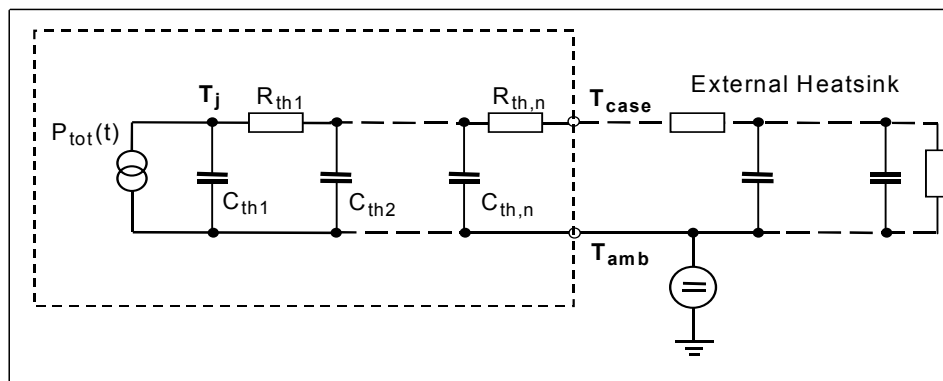 External Heatsink
T_j
R_th1
R_th,n
T_case
P_tot(t)
C_th1
C_th2
C_th,n
T_amb